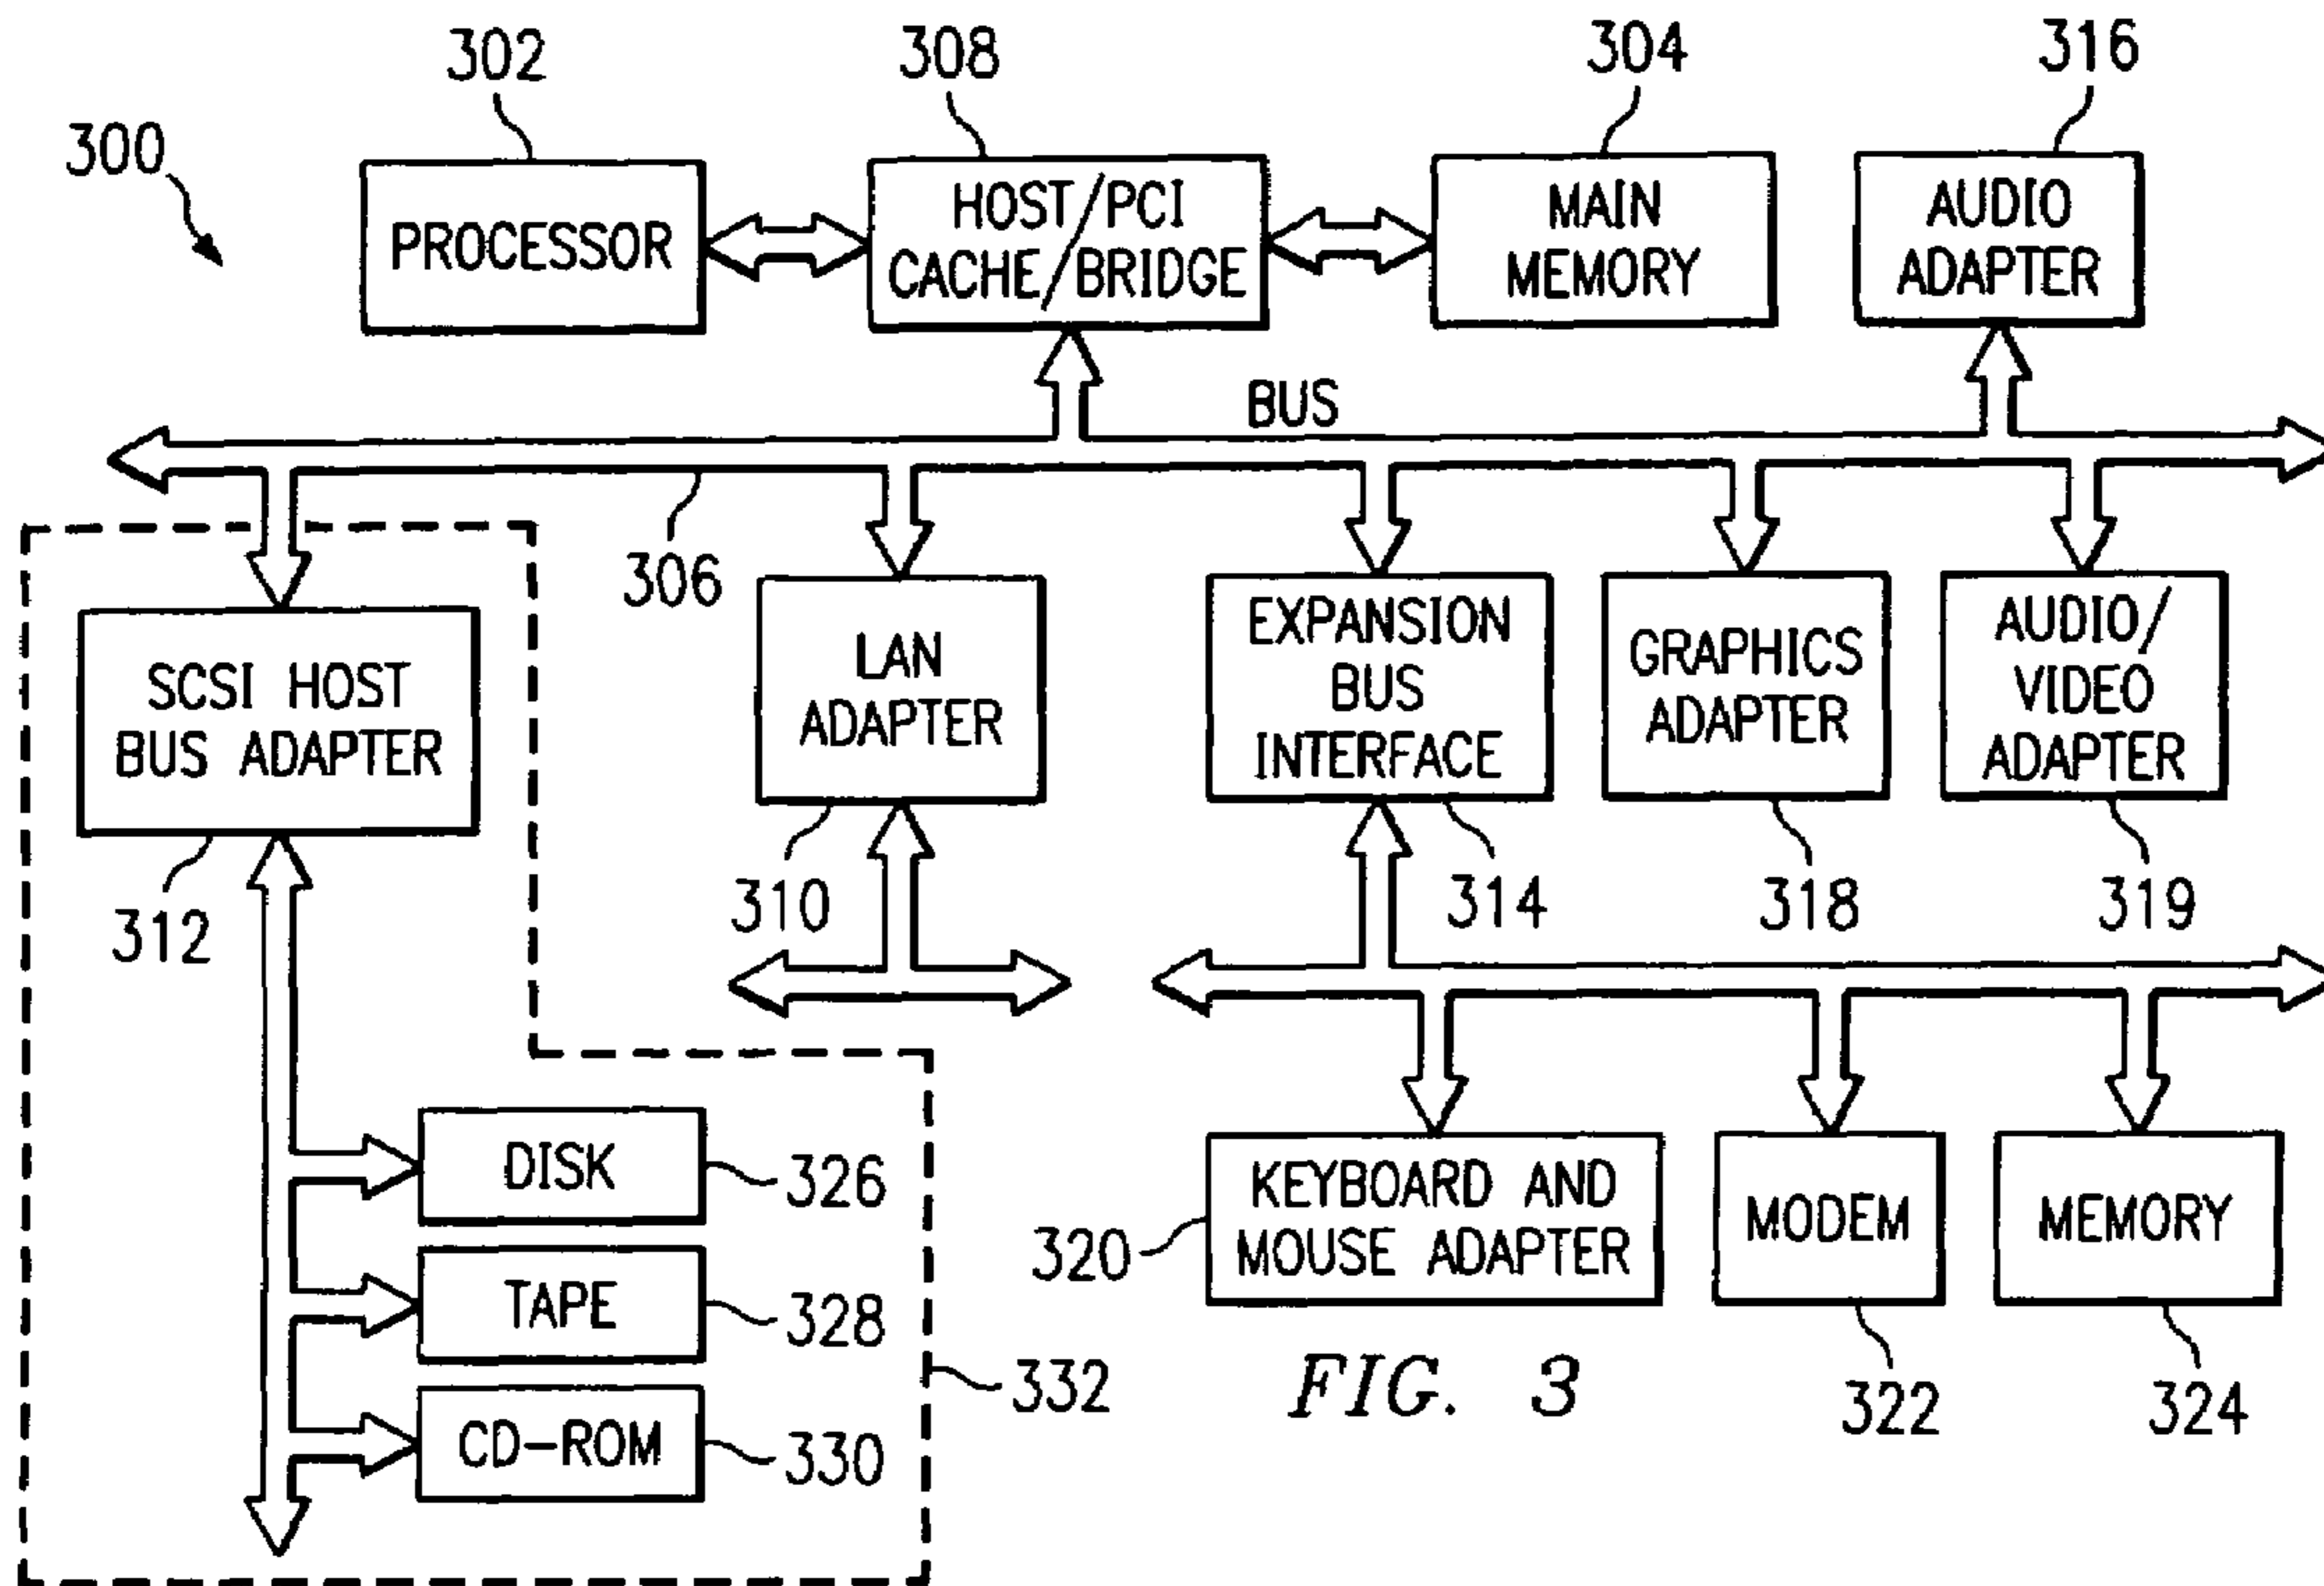 302
308
304
316
300
PROCESSOR
HOST/PCI
CACHE/BRIDGE
MAIN
MEMORY
AUDIO
ADAPTER
BUS
306
SCSI HOST
BUS ADAPTER
LAN
ADAPTER
EXPANSION
BUS
INTERFACE
GRAPHICS
ADAPTER
AUDIO/
VIDEO
ADAPTER
312
310
314
318
319
DISK
326
TAPE
328
CD-ROM
330
332
320
KEYBOARD AND
MOUSE ADAPTER
MODEM
MEMORY
322
324
FIG. 3